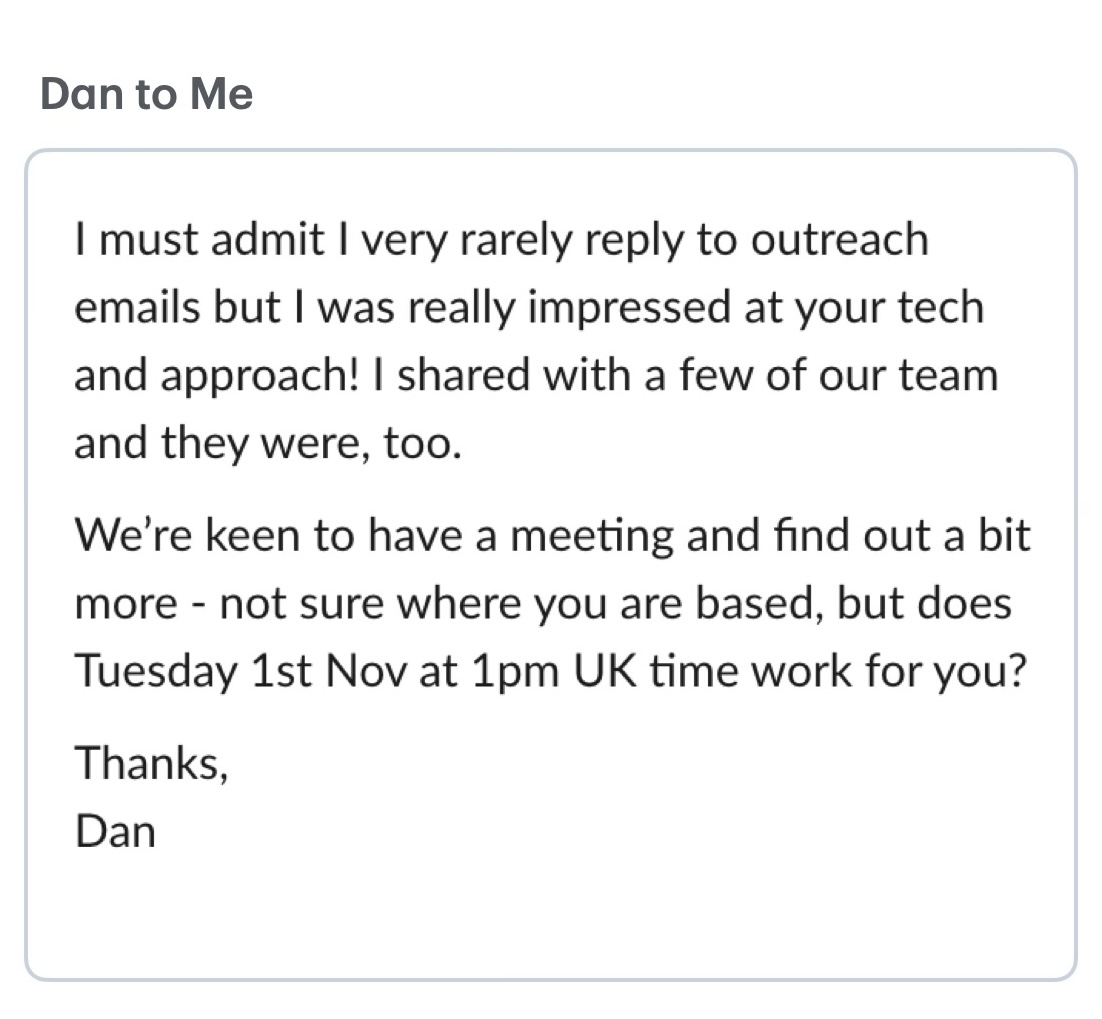 Dan to Me
I must admit I very rarely reply to outreach
emails but I was really impressed at your tech
and approach! I shared with a few of our team
and they were, too.
We’re keen to have a meeting and find out a bit
more - not sure where you are based, but does
Tuesday 1st Nov at 1pm UK time work for you?
Thanks,
Dan